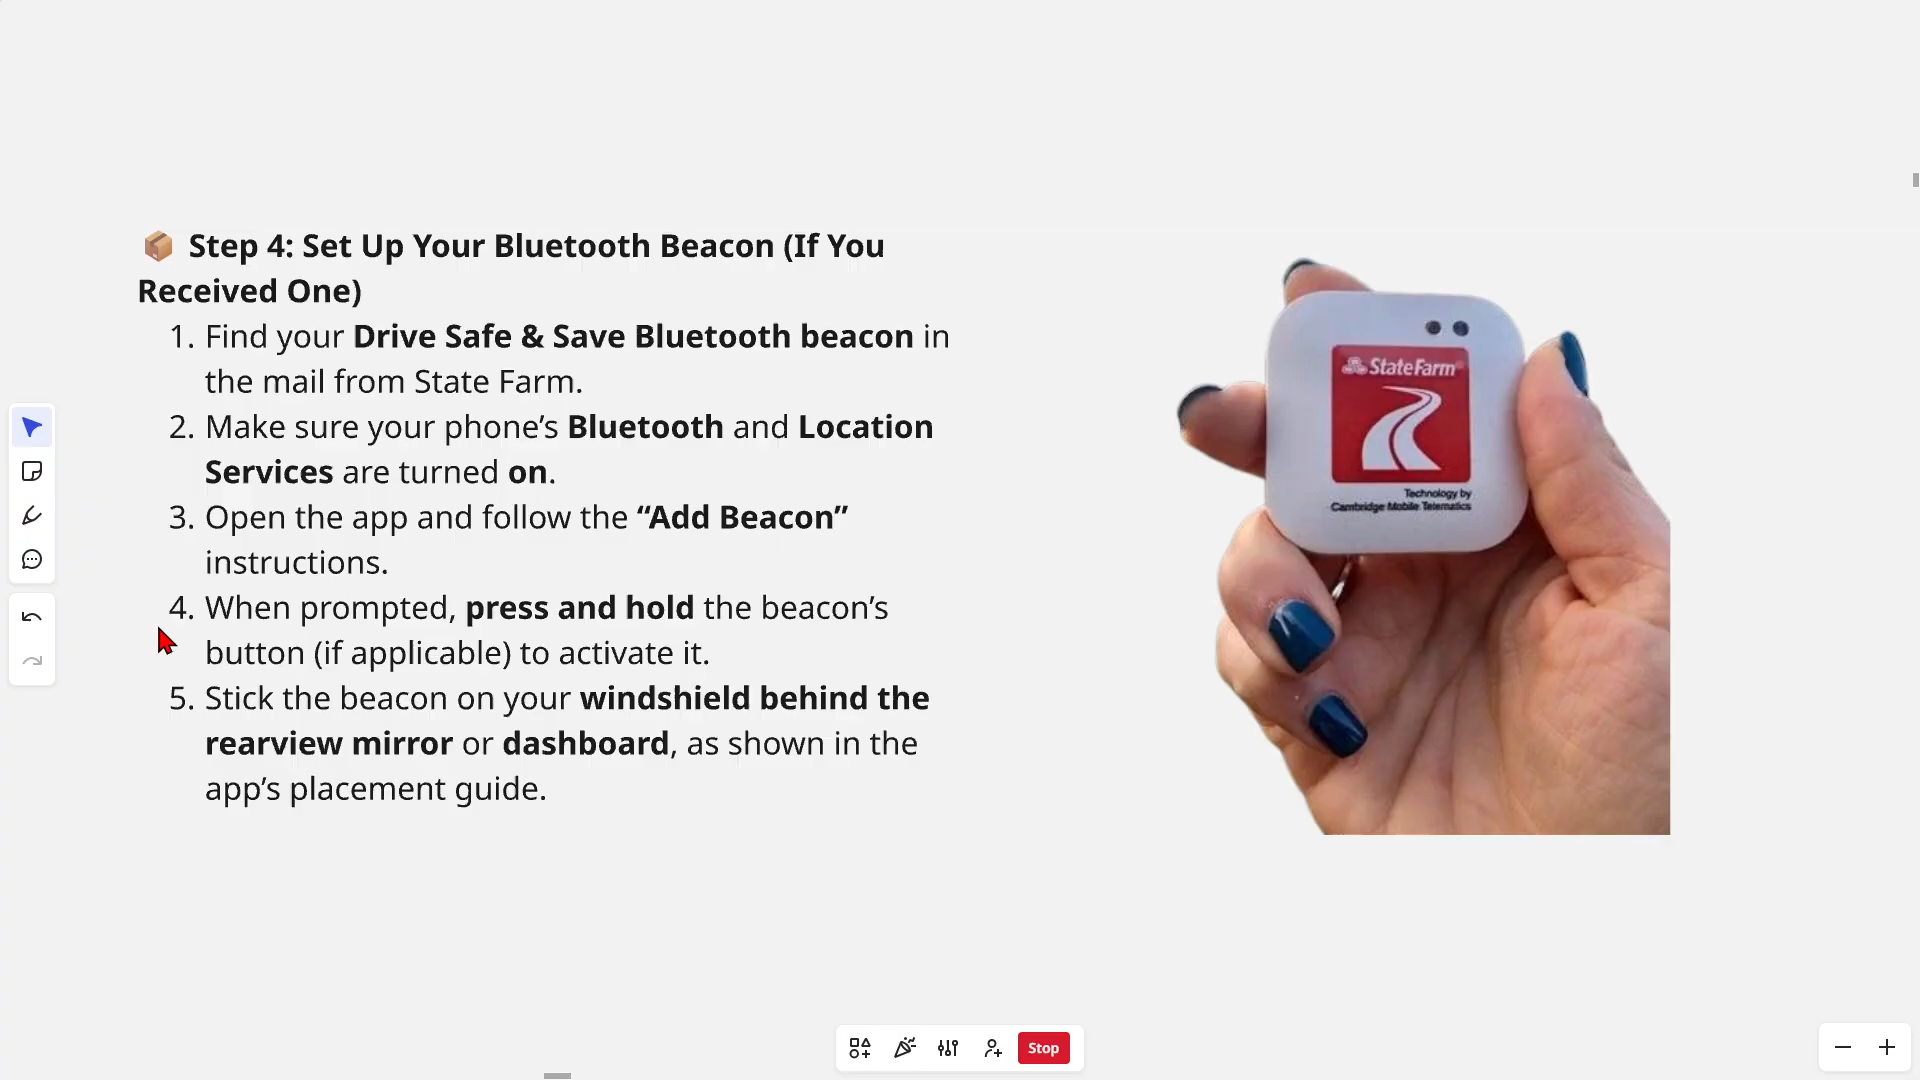 📦 Step 4: Set Up Your Bluetooth Beacon (If You
Received One)
1. Find your Drive Safe & Save Bluetooth beacon in
the mail from State Farm.
2. Make sure your phone’s Bluetooth and Location
Services are turned on.
3. Open the app and follow the “Add Beacon”
instructions.
4. When prompted, press and hold the beacon’s
button (if applicable) to activate it.
5. Stick the beacon on your windshield behind the
rearview mirror or dashboard, as shown in the
app’s placement guide.
StateFarm®
Technology by
Cambridge Mobile Telematics
Stop